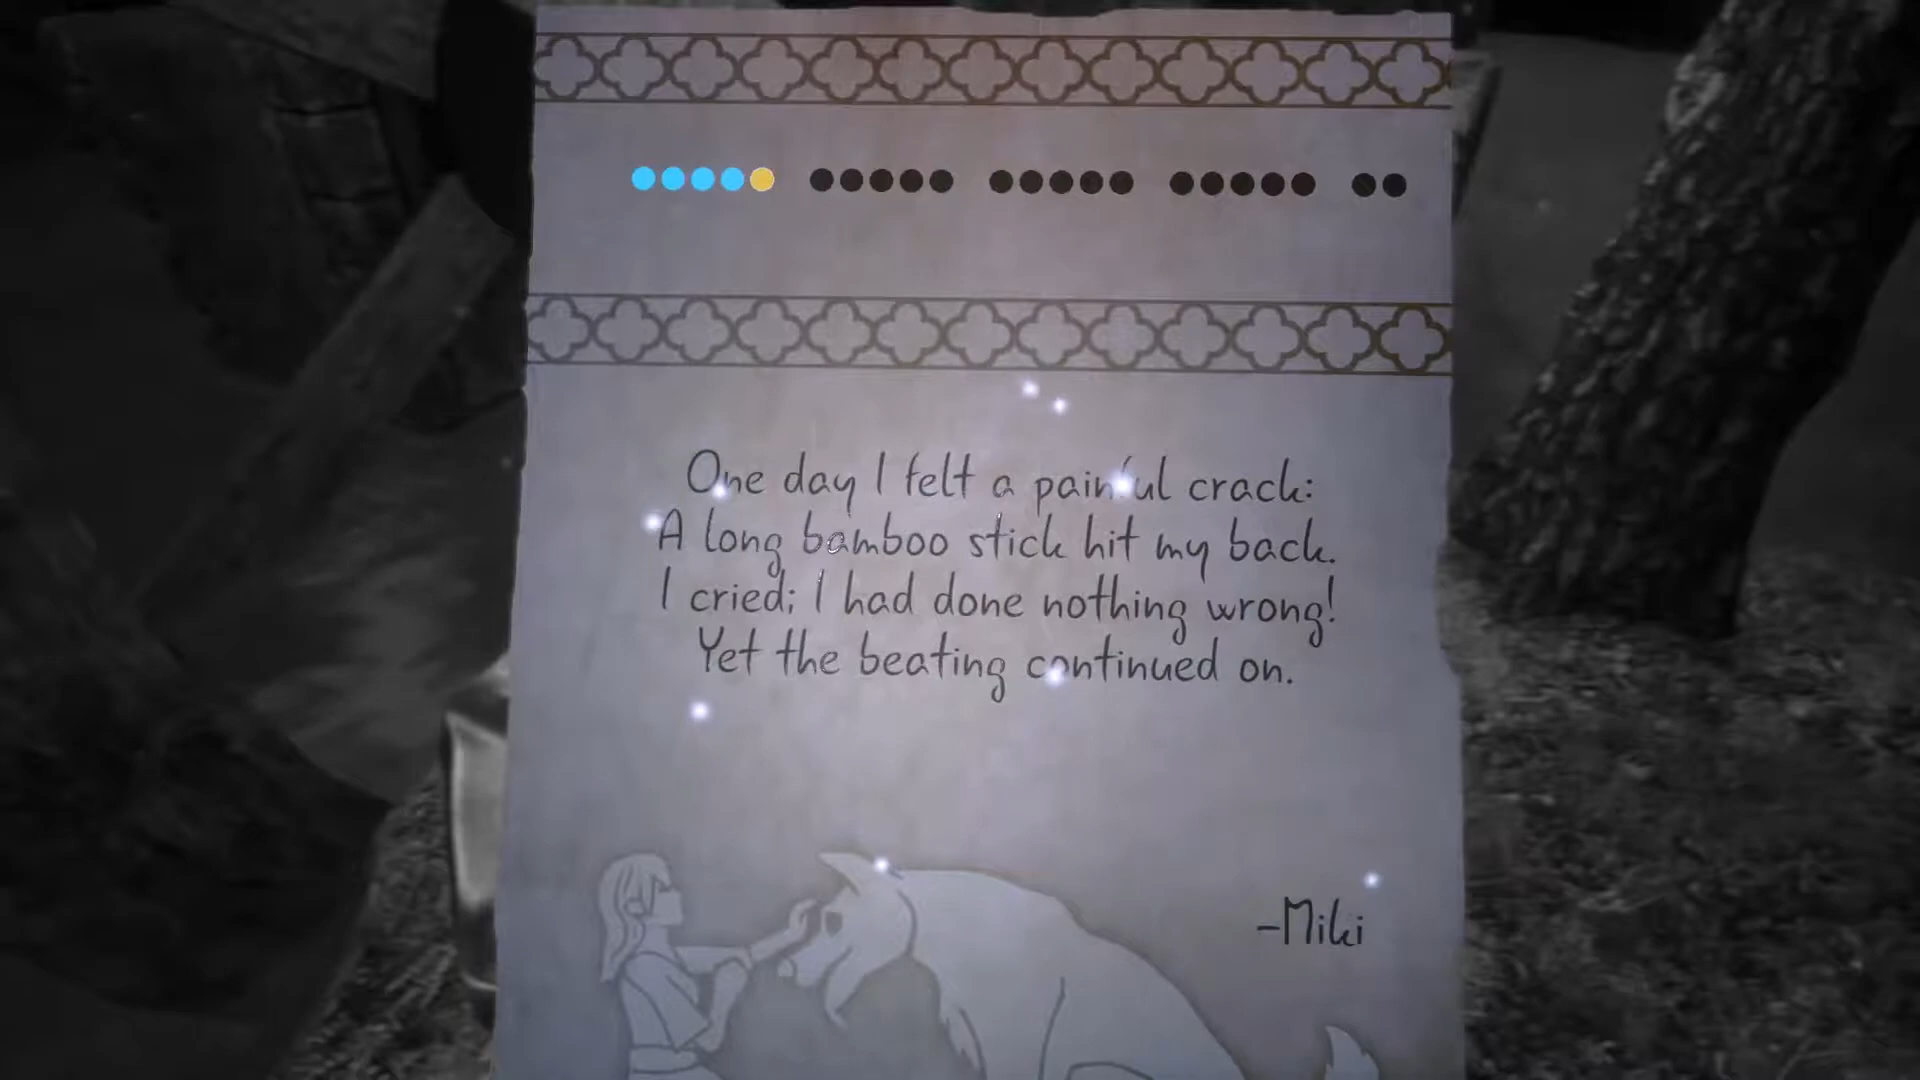 One day I felt a painful crack:
A long bamboo stick hit my back.
I cried; I had done nothing wrong!
Yet the beating continued on.
-Miki